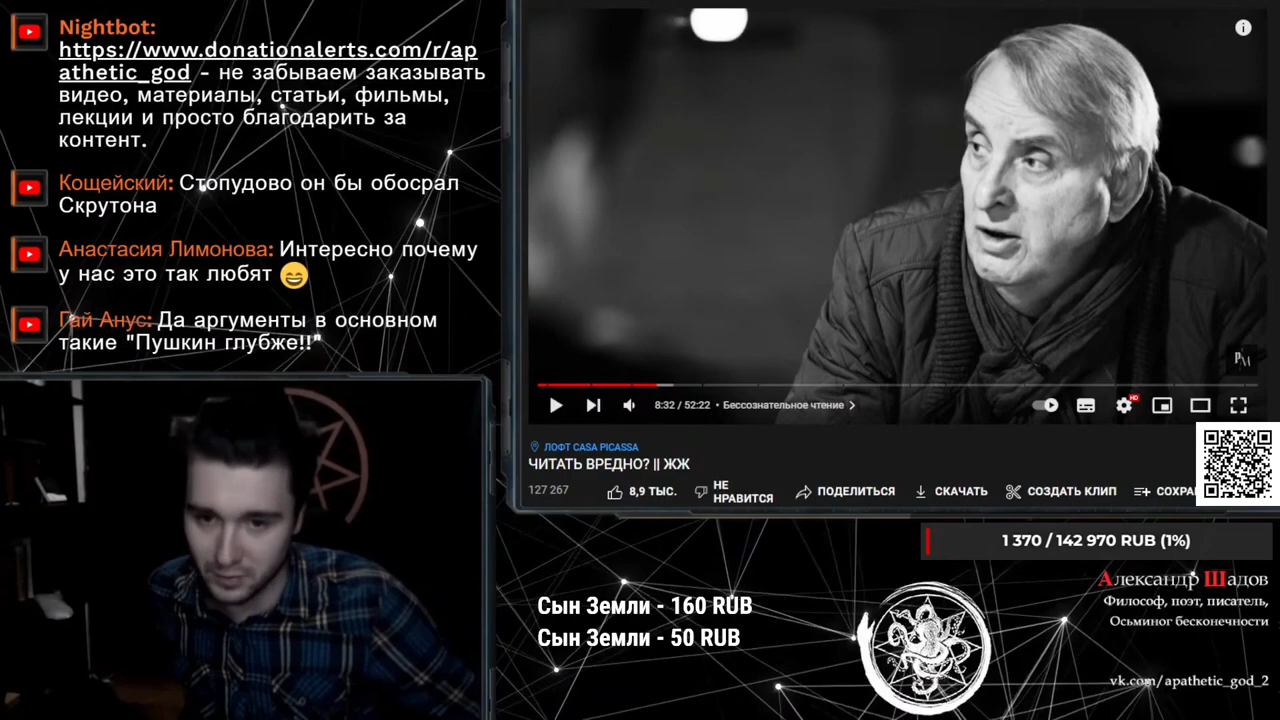 Nightbot:
https://www.donationalerts.com/r/ap
athetic_god - не забываем заказывать
видео, материалы, статьи, фильмы,
лекции и просто благодарить за
контент.
Кощейский: Стопудово он бы обосрал
Скрутона
Анастасия Лимонова: Интересно почему
у нас это так любят 😄
Гай Анус: Да аргументы в основном
такие "Пушкин глубже!!"
8:32 / 52:22 • Бессознательное чтение
HD
ЛОФТ CASA PICASSA
ЧИТАТЬ ВРЕДНО? || ЖЖ
127 267
8,9 ТЫС.
НЕ
НРАВИТСЯ
ПОДЕЛИТЬСЯ
СКАЧАТЬ
СОЗДАТЬ КЛИП
СОХРА
1 370 / 142 970 RUB (1%)
Сын Земли - 160 RUB
Сын Земли - 50 RUB
Александр Шадов
Философ, поэт, писатель,
Осьминог бесконечности
vk.com/apathetic_god_2